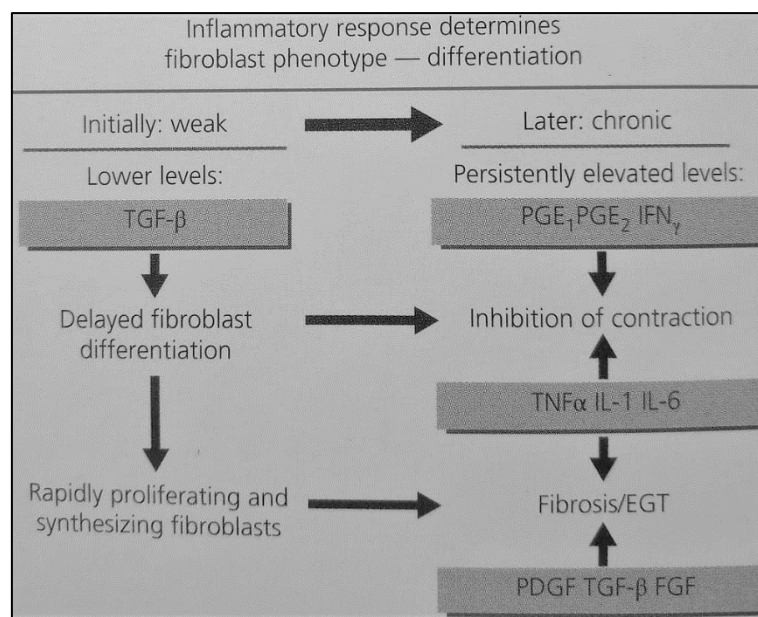 Inflammatory response determines
fibroblast phenotype — differentiation
Initially: weak
Later: chronic
Lower levels:
Persistently elevated levels:
TGF-β
PGE₁PGE₂ IFNᵧ
Delayed fibroblast
differentiation
Inhibition of contraction
TNFα IL-1 IL-6
Rapidly proliferating and
synthesizing fibroblasts
Fibrosis/EGT
PDGF TGF-β FGF